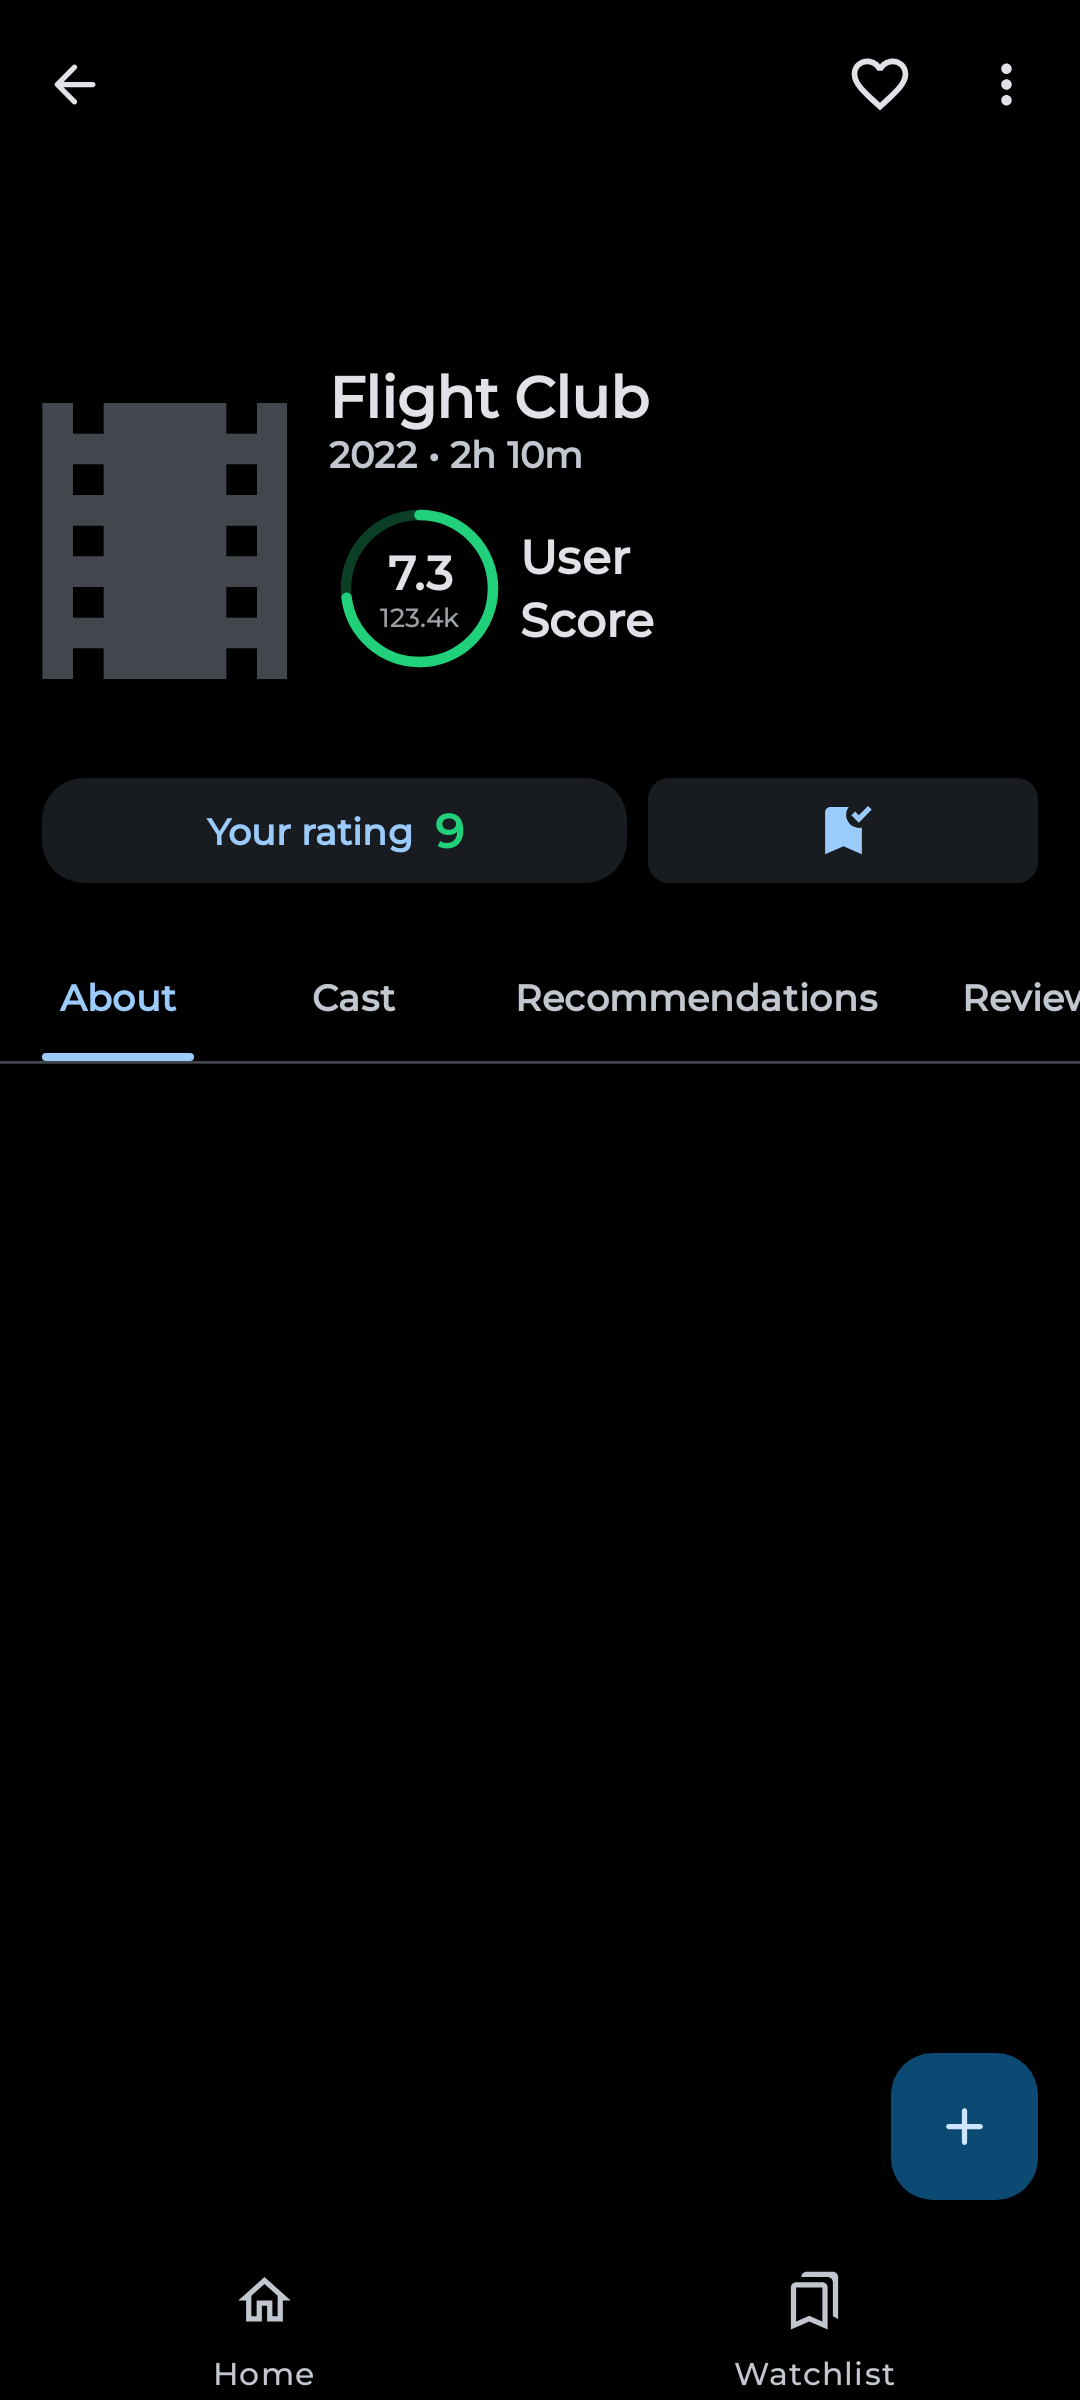 Flight Club
2022 • 2h 10m
7.3
123.4k
User
Score
Your rating 9
About Cast Recommendations
Home Watchlist